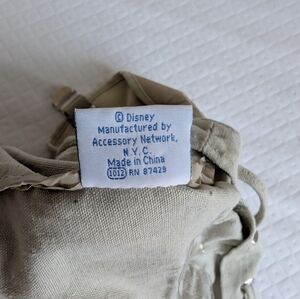 © Disney
Manufactured by
Accessory Network,
N.Y.C.
Made in China
1012 RN 87429